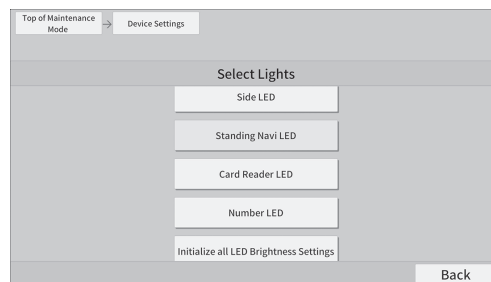 Top of Maintenance
Mode
→
Device Settings
Select Lights
Side LED
Standing Navi LED
Card Reader LED
Number LED
Initialize all LED Brightness Settings
Back